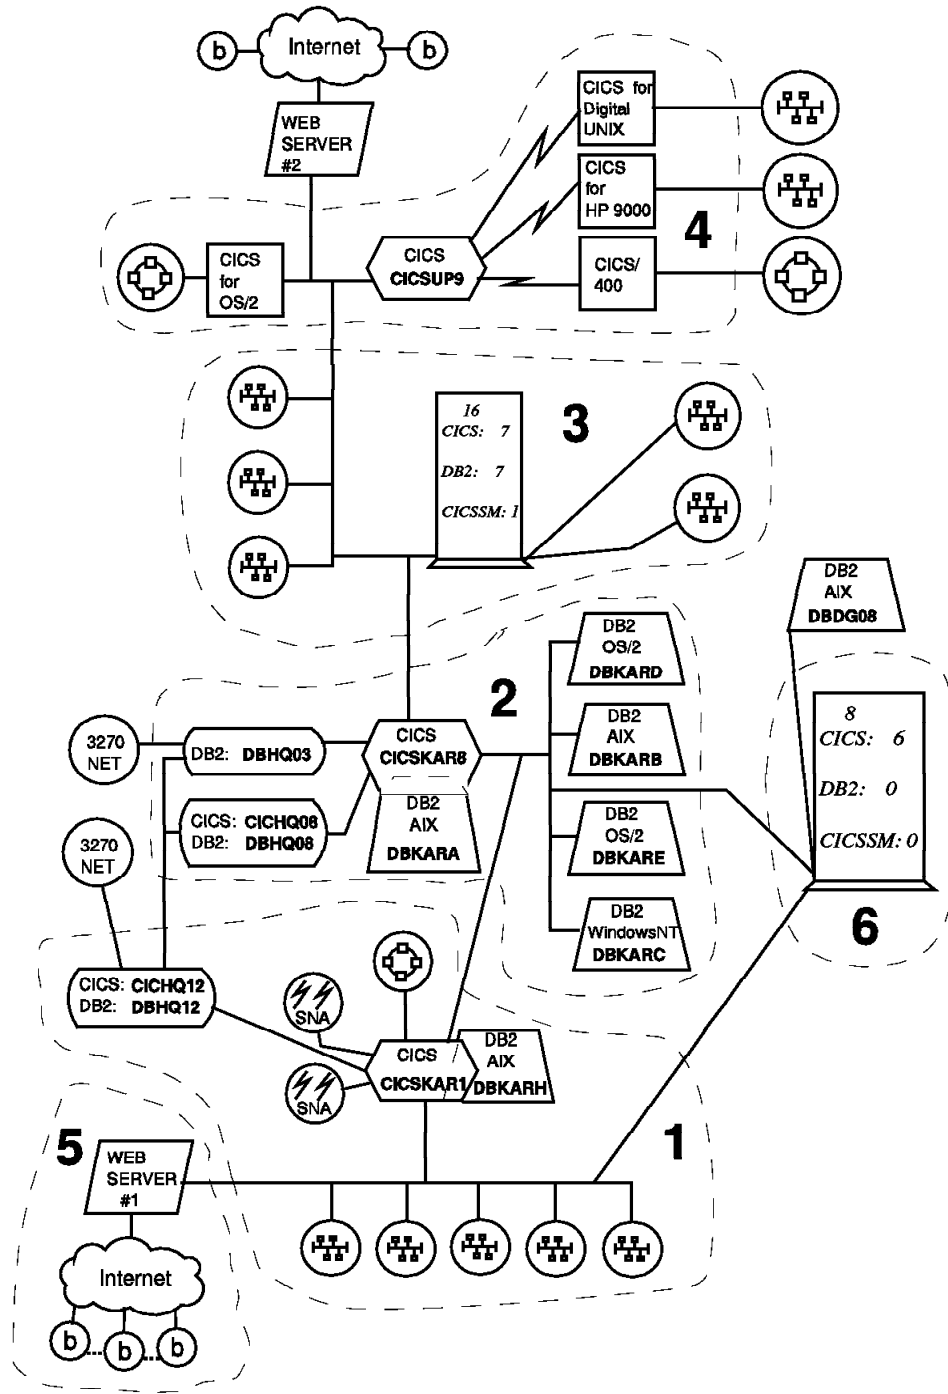 b
Internet
b
WEB
SERVER
#2
CICS for
Digital
UNIX
CICS
for
HP 9000
4
CICS
for
OS/2
CICS
CICSUP9
CICS/
400
16
CICS: 7
DB2: 7
CICSSM: 1
3
DB2
AIX
DBDG08
DB2
OS/2
DBKARD
2
3270
NET
DB2: DBHQ03
CICS
CICSKAR8
DB2
AIX
DBKARB
8
CICS: 6
DB2: 0
CICSSM: 0
CICS: CICHQ08
DB2: DBHQ08
DB2
AIX
DBKARA
DB2
OS/2
DBKARE
3270
NET
6
DB2
WindowsNT
DBKARC
CICS: CICHQ12
DB2: DBHQ12
SNA
CICS
CICSKAR1
DB2
AIX
DBKARH
SNA
1
5
WEB
SERVER
#1
Internet
b ... b ... b